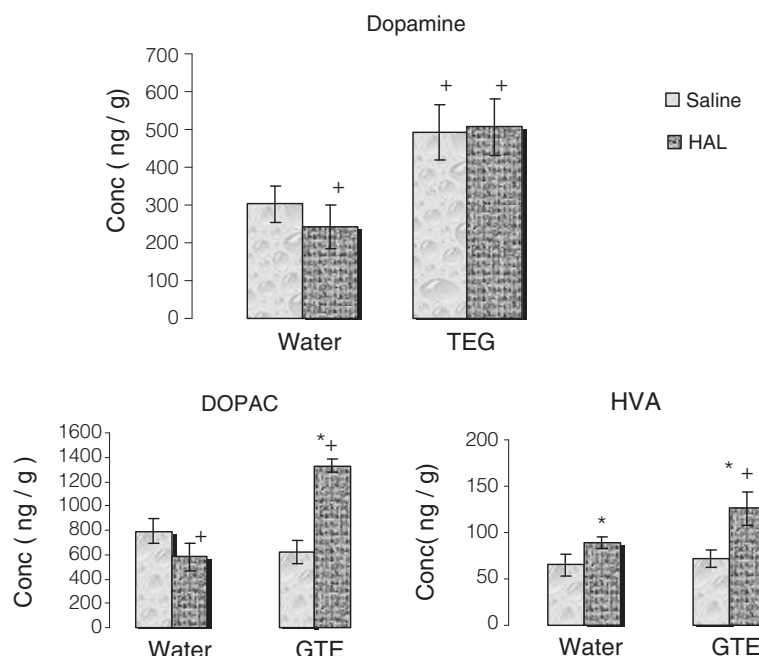 Dopamine
Conc ( ng / g )
700
600
500
400
300
200
100
0
+
+
+
Water
TEG
Saline
HAL
DOPAC
Conc ( ng / g )
1600
1400
1200
1000
800
600
400
200
0
+
*+
Water
GTE
HVA
Conc( ng / g)
200
150
100
50
0
*
* +
Water
GTE